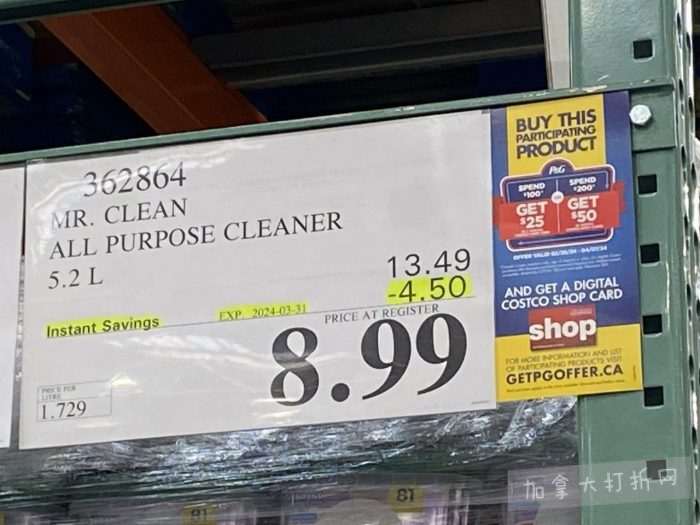 362864
MR. CLEAN
ALL PURPOSE CLEANER
5.2 L
13.49
-4.50
Instant Savings
EXP. 2024-03-31
PRICE AT REGISTER
8.99
PRICE PER
LITRE
1.729
BUY THIS
PARTICIPATING
PRODUCT
P&G
SPEND
$100*
GET
$25
OR
SPEND
$200*
GET
$50
AND GET A DIGITAL
COSTCO SHOP CARD
shop
FOR MORE INFORMATION AND LIST
OF PARTICIPATING PRODUCTS VISIT
GETPGOFFER.CA
81
81
加拿大打折网